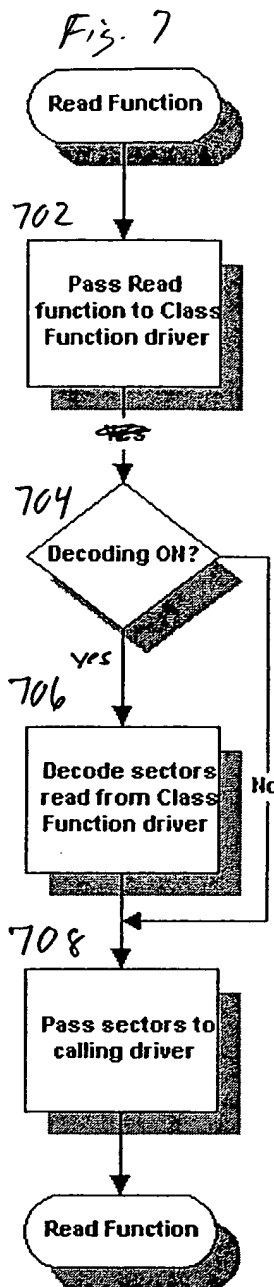 Fig. 7
Read Function
702
Pass Read
function to Class
Function driver
704
Decoding ON?
yes
706
Decode sectors
read from Class
Function driver
No
708
Pass sectors to
calling driver
Read Function